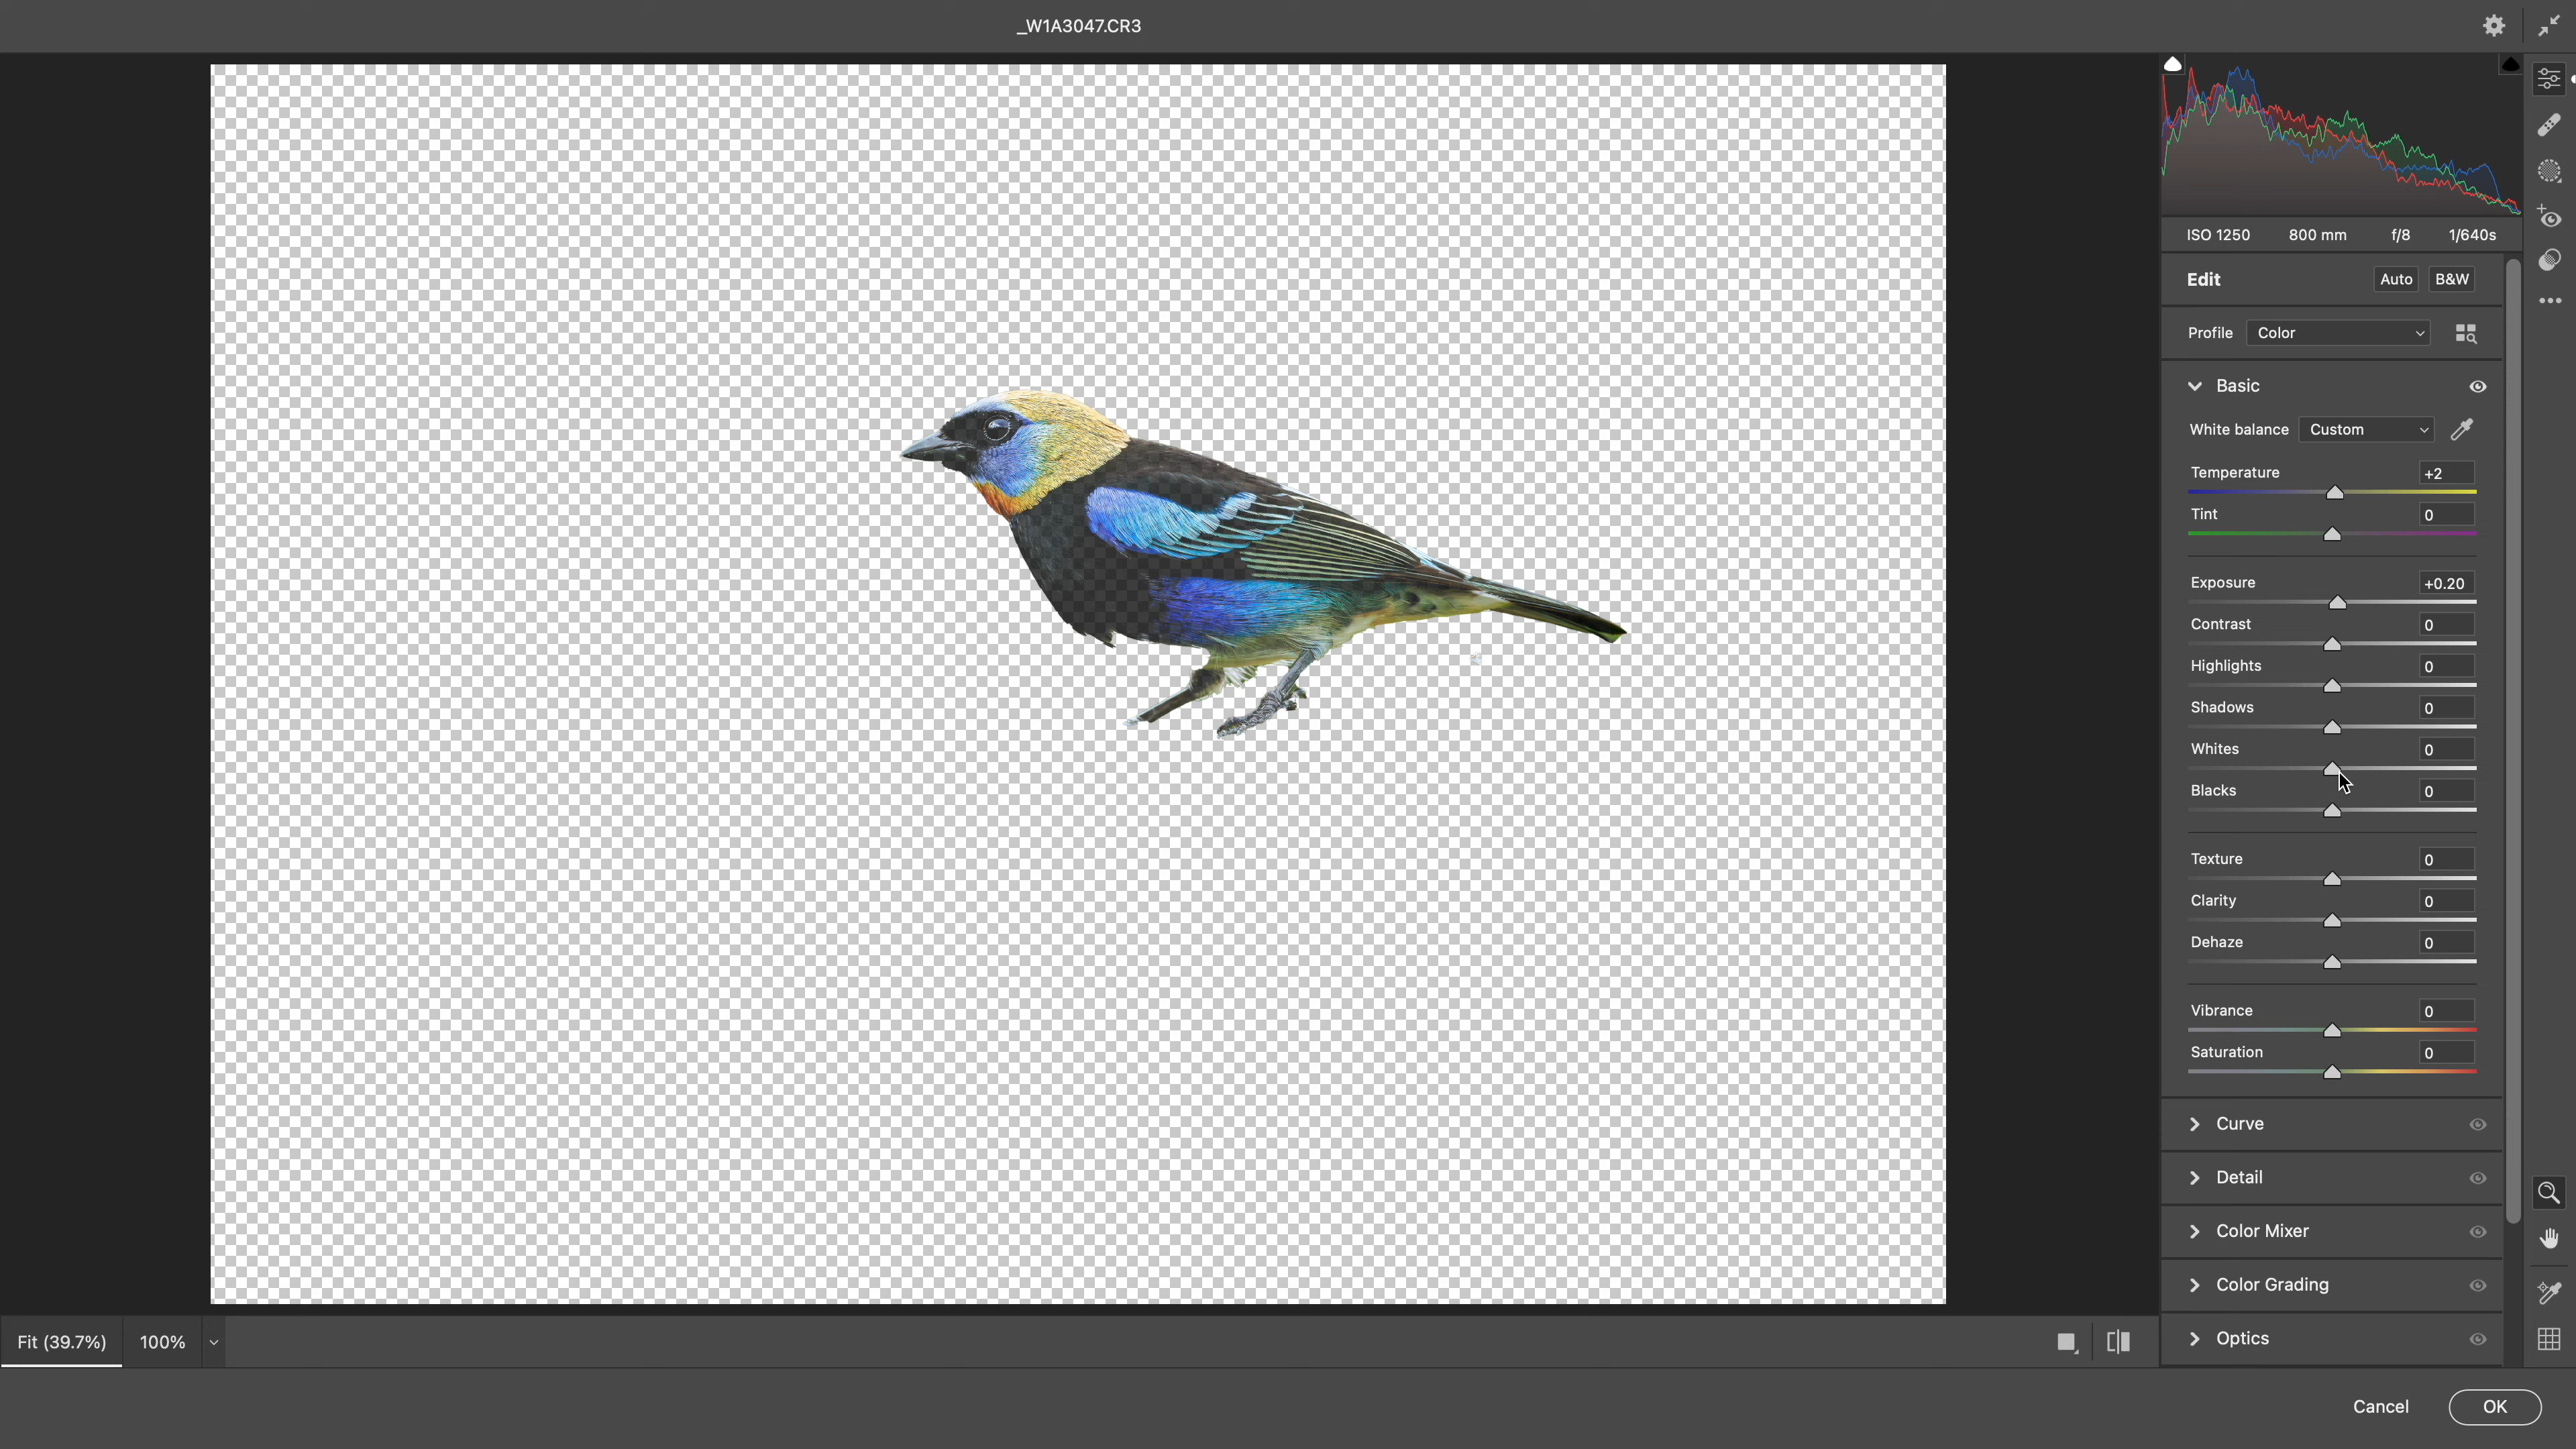 _W1A3047.CR3
ISO 1250 800 mm f/8 1/640s
Edit Auto B&W
Profile Color
Basic
White balance Custom
Temperature +2
Tint 0
Exposure +0.20
Contrast 0
Highlights 0
Shadows 0
Whites 0
Blacks 0
Texture 0
Clarity 0
Dehaze 0
Vibrance 0
Saturation 0
Curve
Detail
Color Mixer
Color Grading
Optics
Fit (39.7%) 100%
Cancel OK